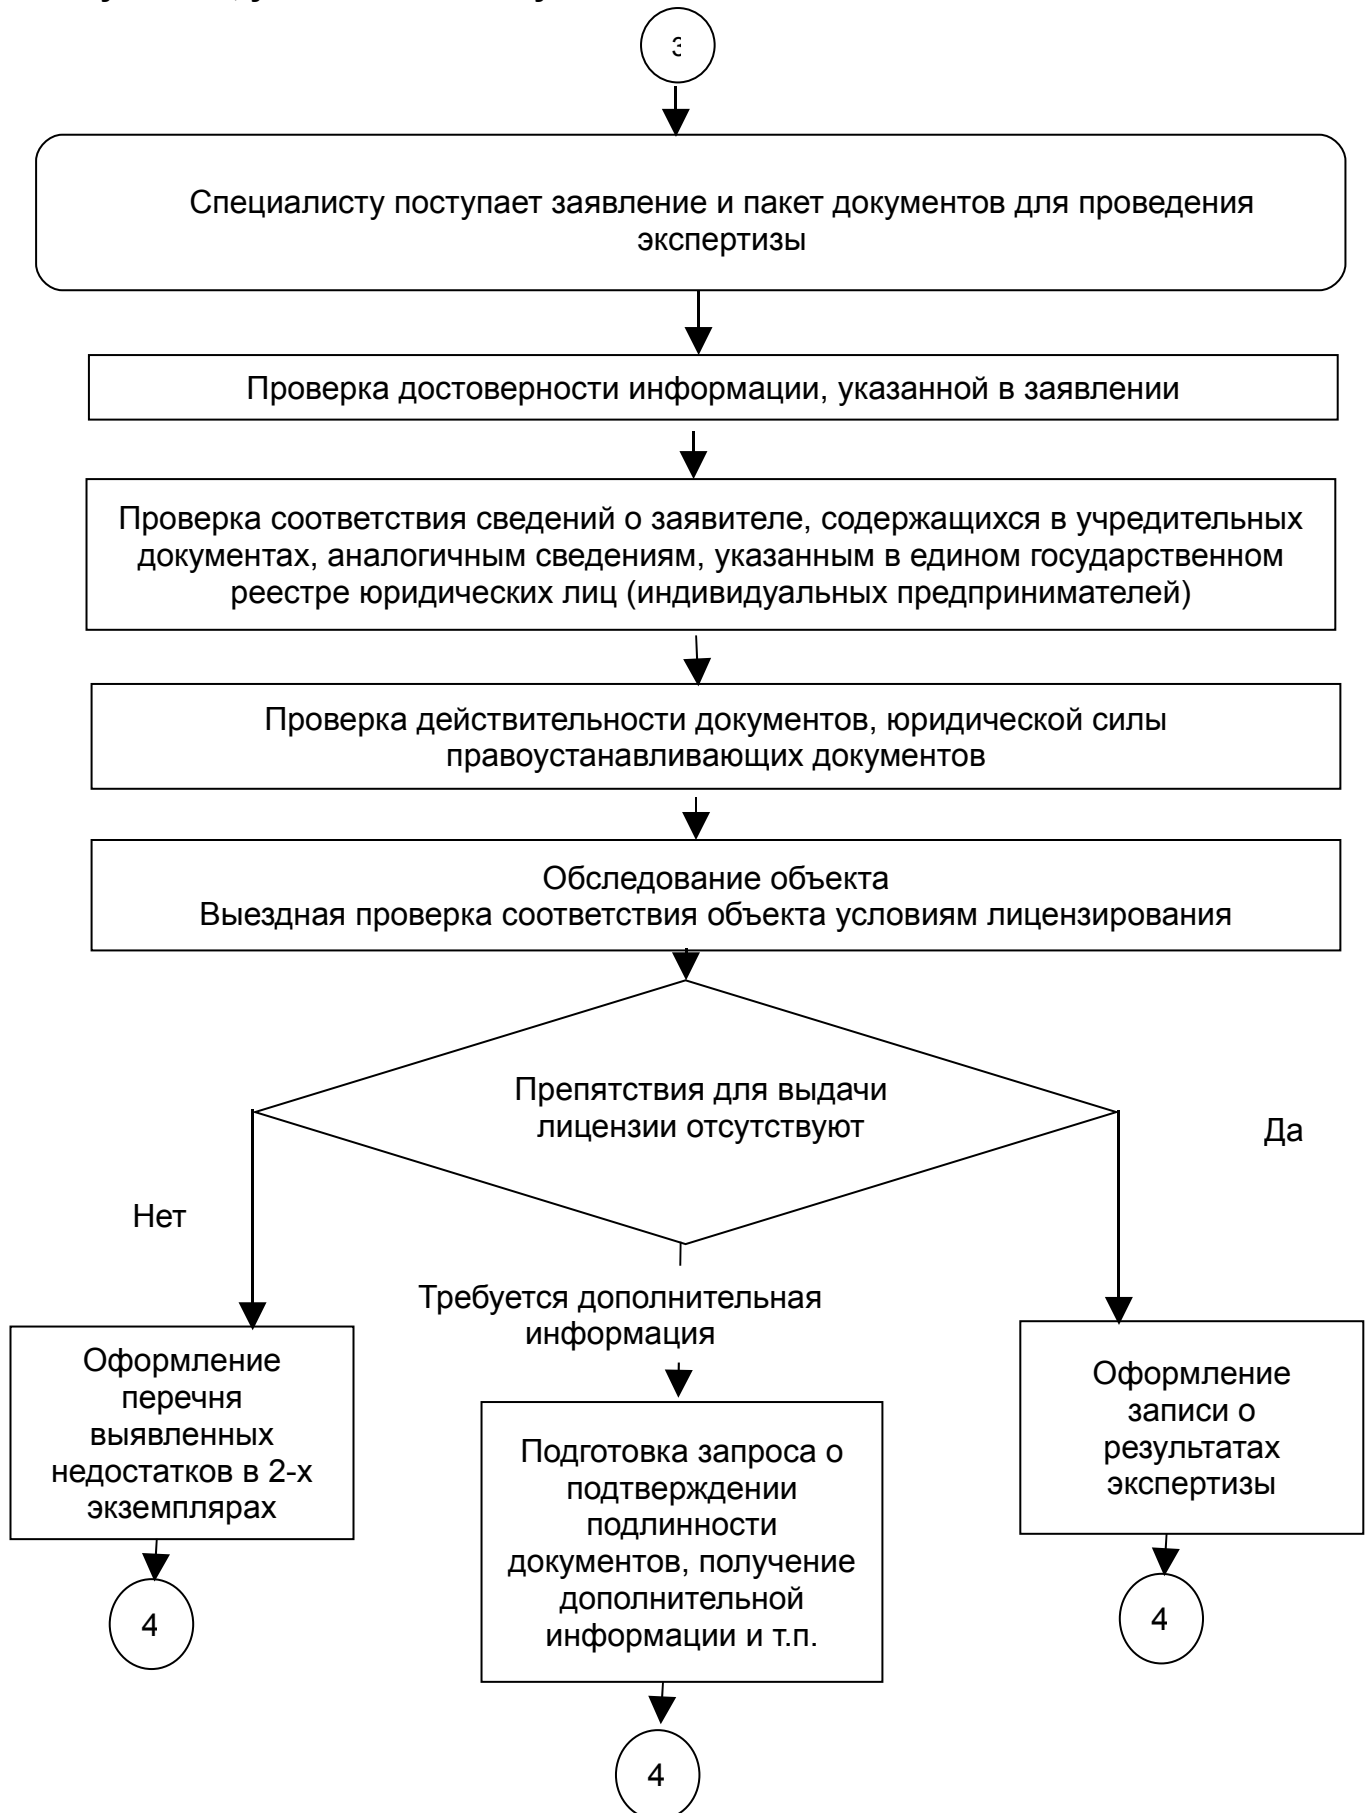 3
Специалисту поступает заявление и пакет документов для проведения
экспертизы
Проверка достоверности информации, указанной в заявлении
Проверка соответствия сведений о заявителе, содержащихся в учредительных
документах, аналогичным сведениям, указанным в едином государственном
реестре юридических лиц (индивидуальных предпринимателей)
Проверка действительности документов, юридической силы
правоустанавливающих документов
Обследование объекта
Выездная проверка соответствия объекта условиям лицензирования
Препятствия для выдачи
лицензии отсутствуют
Да
Нет
Требуется дополнительная
информация
Оформление
перечня
выявленных
недостатков в 2-х
экземплярах
Подготовка запроса о
подтверждении
подлинности
документов, получение
дополнительной
информации и т.п.
Оформление
записи о
результатах
экспертизы
4
4
4